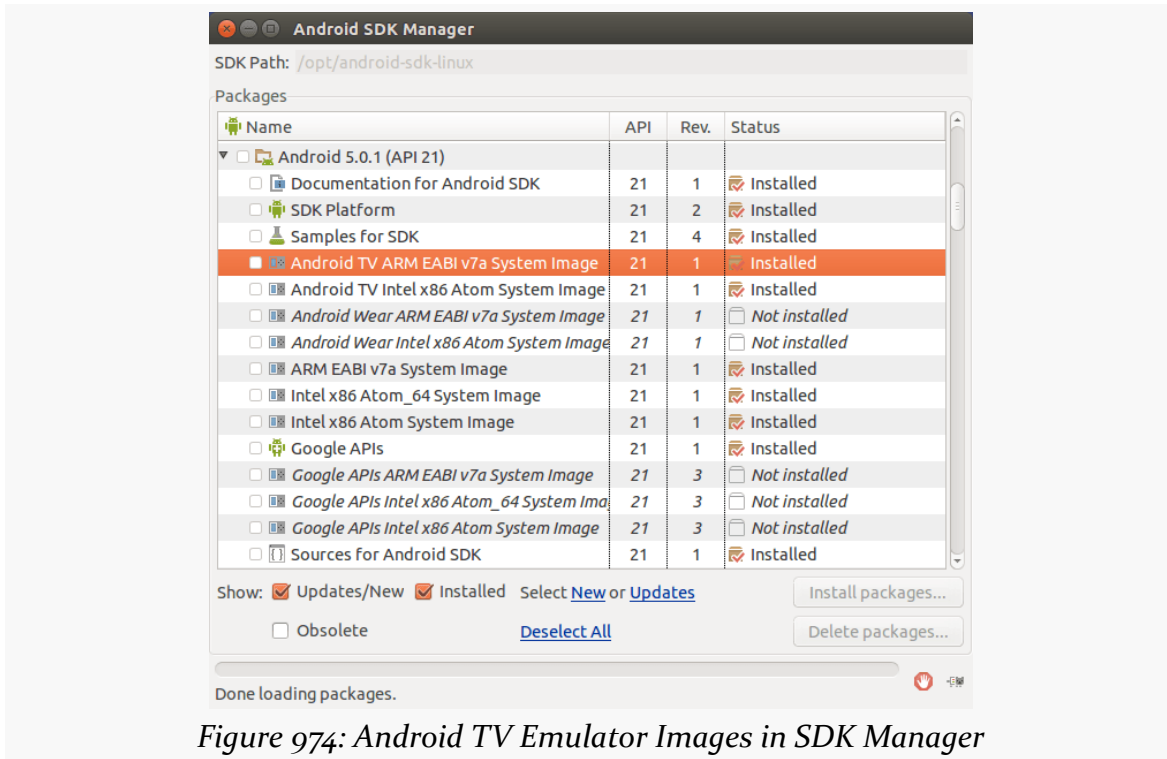 Android SDK Manager
SDK Path: /opt/android-sdk-linux
Packages
Name API Rev. Status
Android 5.0.1 (API 21)
Documentation for Android SDK 21 1 Installed
SDK Platform 21 2 Installed
Samples for SDK 21 4 Installed
Android TV ARM EABI v7a System Image 21 1 Installed
Android TV Intel x86 Atom System Image 21 1 Installed
Android Wear ARM EABI v7a System Image 21 1 Not installed
Android Wear Intel x86 Atom System Image 21 1 Not installed
ARM EABI v7a System Image 21 1 Installed
Intel x86 Atom_64 System Image 21 1 Installed
Intel x86 Atom System Image 21 1 Installed
Google APIs 21 1 Installed
Google APIs ARM EABI v7a System Image 21 3 Not installed
Google APIs Intel x86 Atom_64 System Ima 21 3 Not installed
Google APIs Intel x86 Atom System Image 21 3 Not installed
Sources for Android SDK 21 1 Installed
Show: Updates/New Installed Select New or Updates Install packages...
Obsolete Deselect All Delete packages...
Done loading packages.
Figure 974: Android TV Emulator Images in SDK Manager